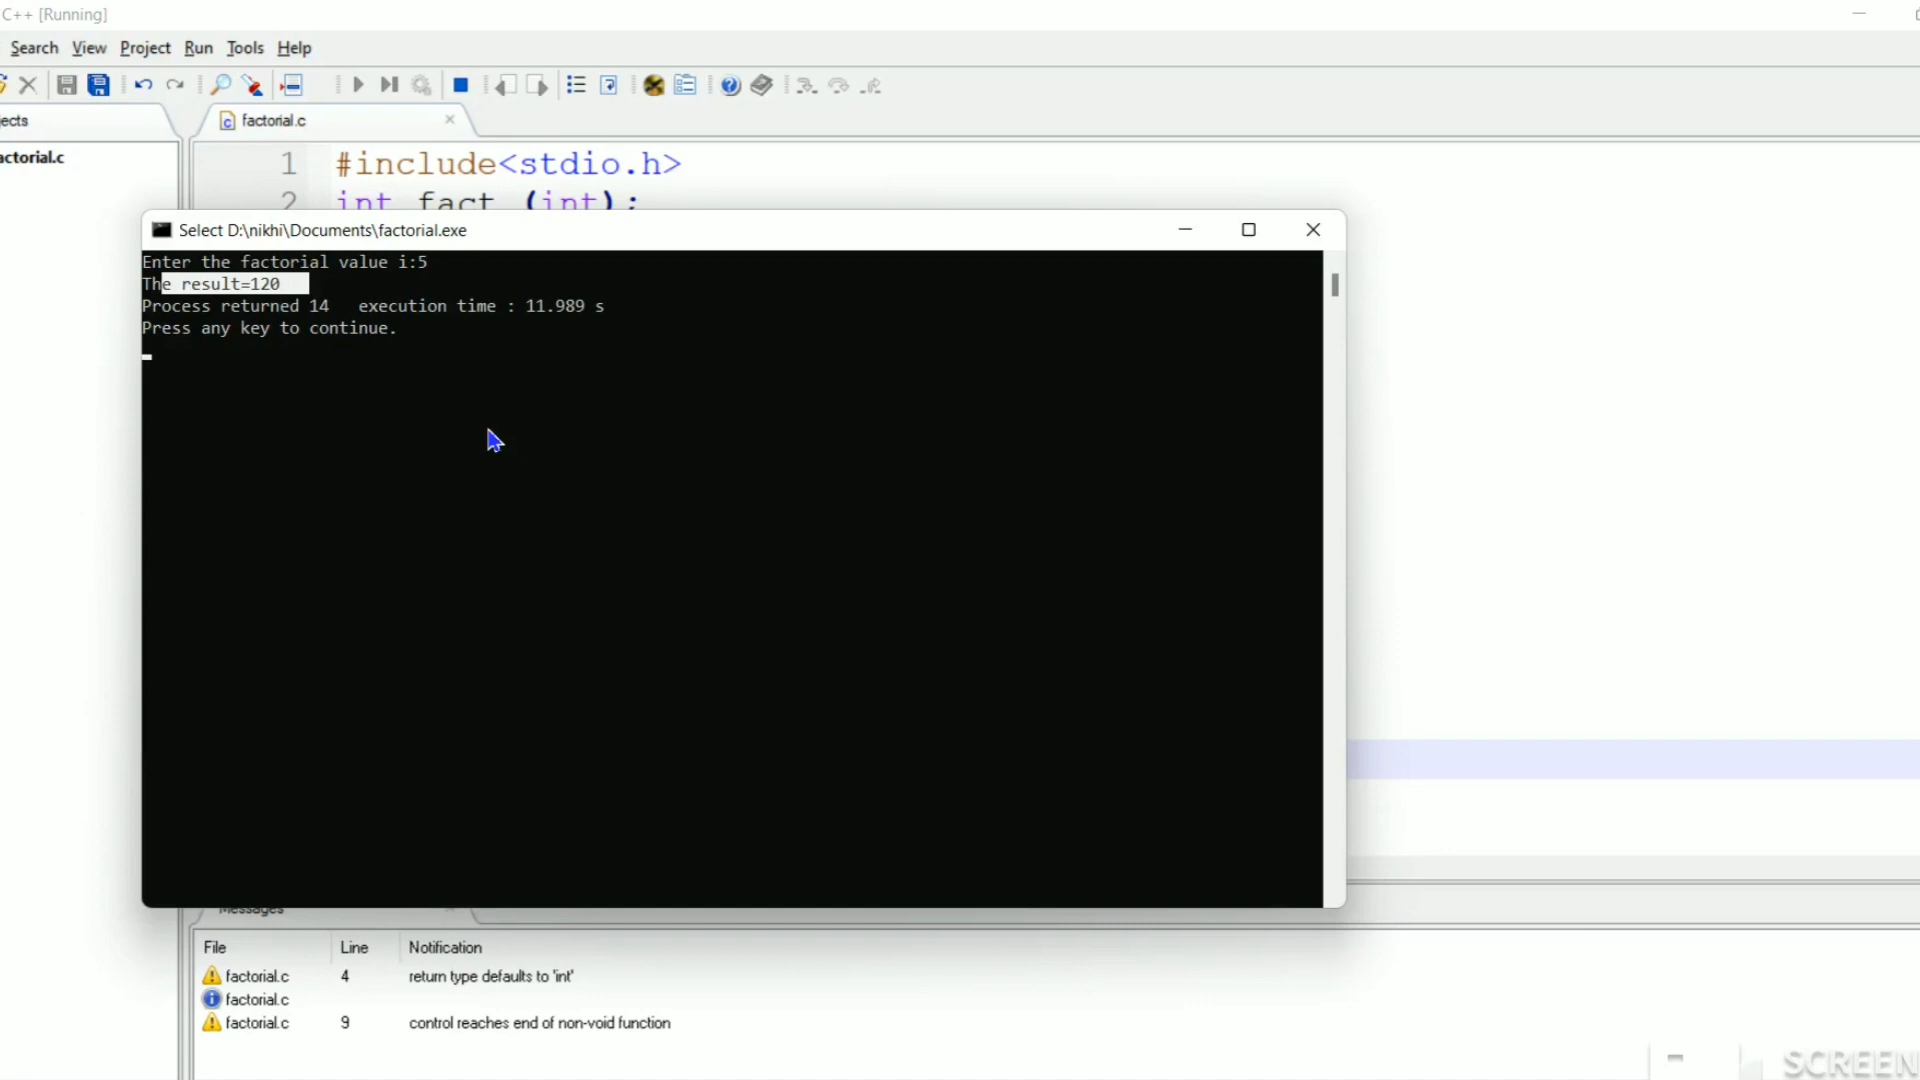 C++ [Running]
Search View Project Run Tools Help
ects
factorial.c
actorial.c
1 #include<stdio.h>
2 int fact (int);
Select D:\nikhi\Documents\factorial.exe
Enter the factorial value i:5
The result=120
Process returned 14 execution time : 11.989 s
Press any key to continue.
Messages
File Line Notification
factorial.c 4 return type defaults to 'int'
factorial.c
factorial.c 9 control reaches end of non-void function
SCREEN